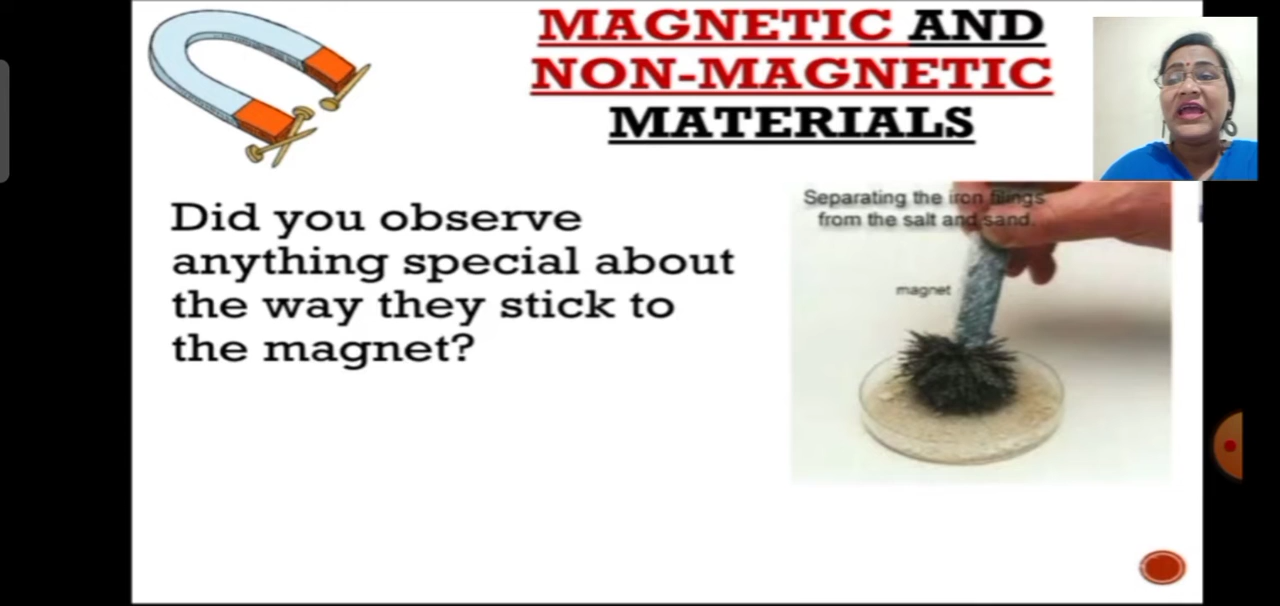 MAGNETIC AND
NON-MAGNETIC
MATERIALS
Did you observe
anything special about
the way they stick to
the magnet?
Separating the iron filings
from the salt and sand.
magnet